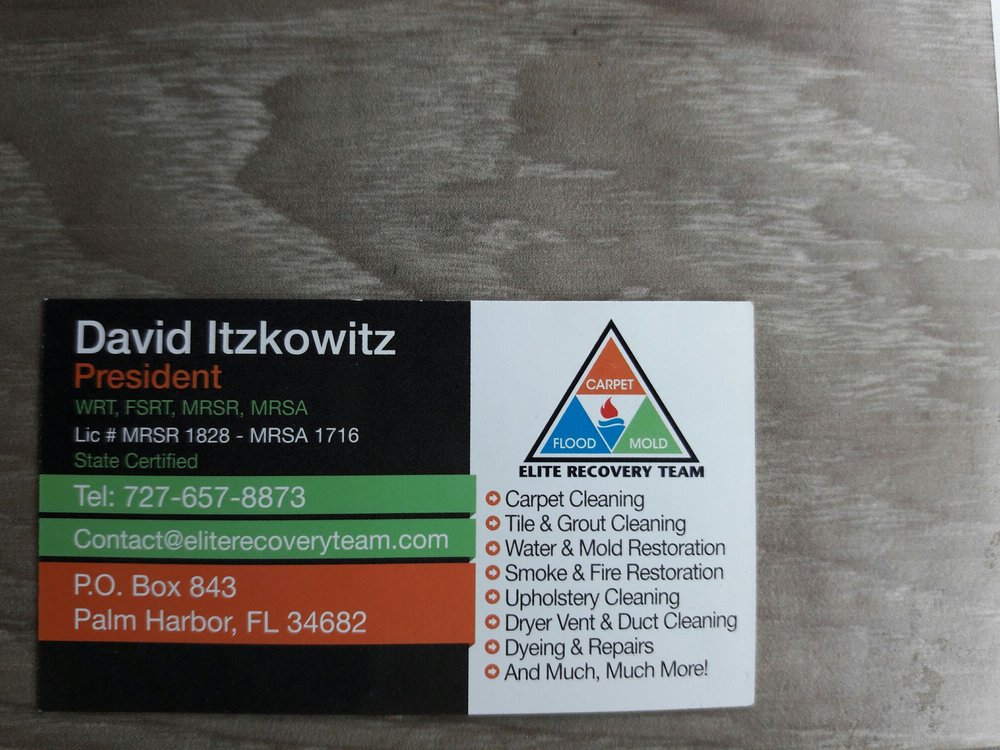 David Itzkowitz
President
WRT, FSRT, MRSR, MRSA
Lic # MRSR 1828 - MRSA 1716
State Certified
Tel: 727-657-8873
Contact@eliterecoveryteam.com
P.O. Box 843
Palm Harbor, FL 34682
CARPET
FLOOD MOLD
ELITE RECOVERY TEAM
Carpet Cleaning
Tile & Grout Cleaning
Water & Mold Restoration
Smoke & Fire Restoration
Upholstery Cleaning
Dryer Vent & Duct Cleaning
Dyeing & Repairs
And Much, Much More!